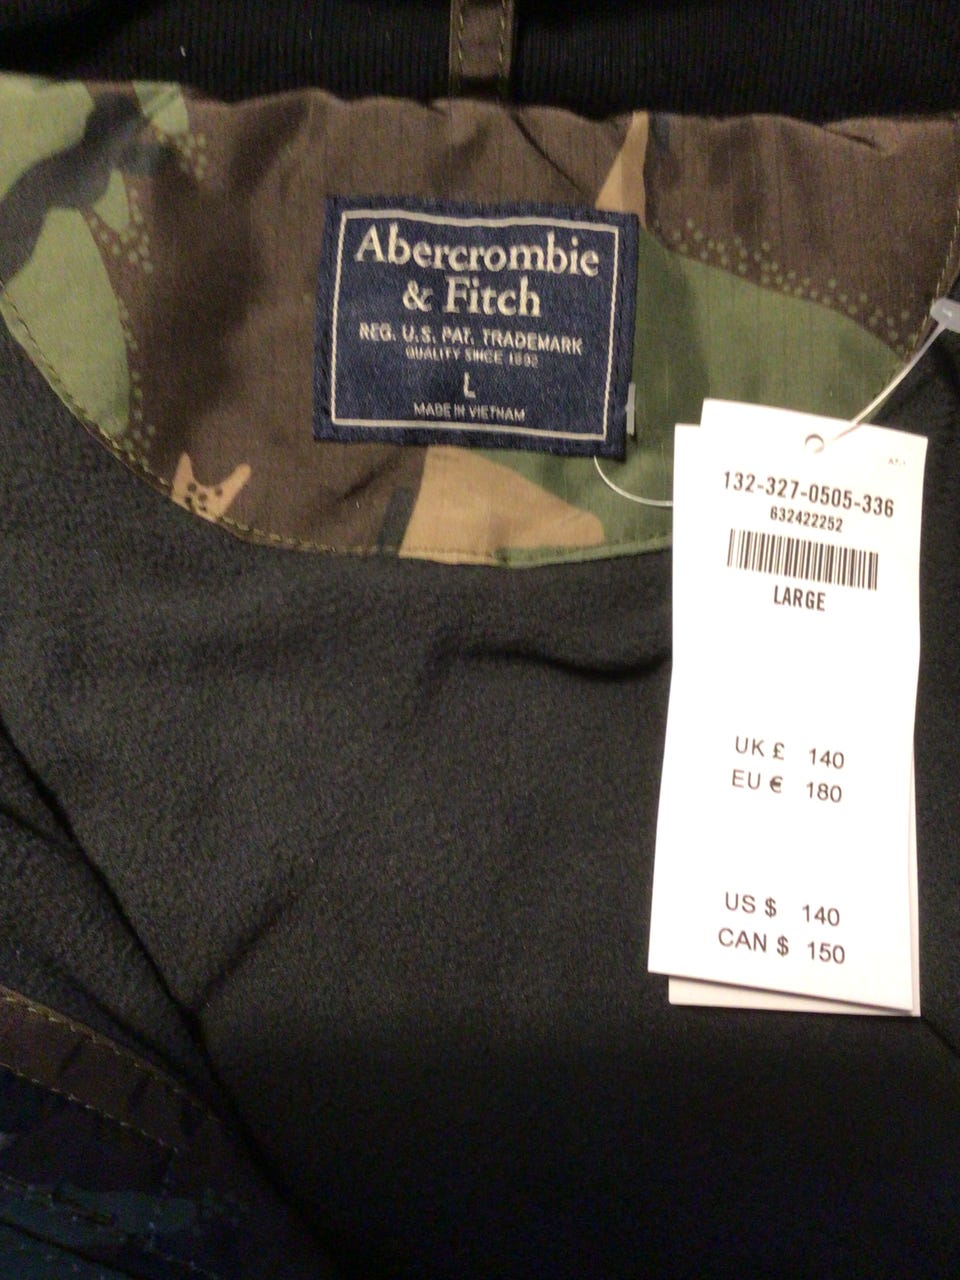 Abercrombie
& Fitch
REG. U.S. PAT. TRADEMARK
QUALITY SINCE 1892
L
MADE IN VIETNAM
132-327-0505-336
632422252
LARGE
UK £ 140
EU € 180
US $ 140
CAN $ 150